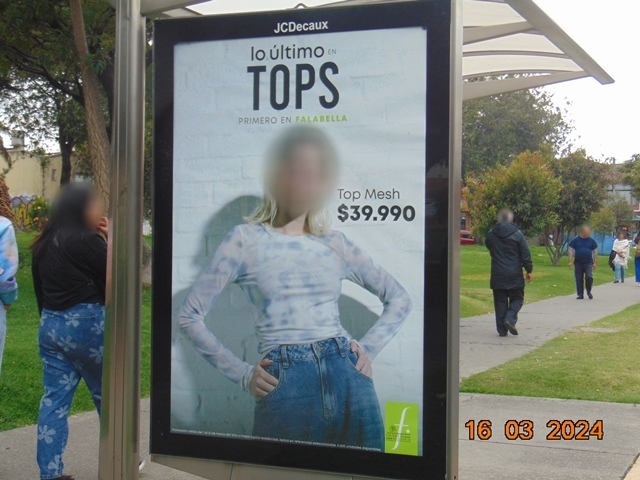 JCDecaux
lo último EN
TOPS
PRIMERO EN FALABELLA
Top Mesh
$39.990
f.
16 03 2024